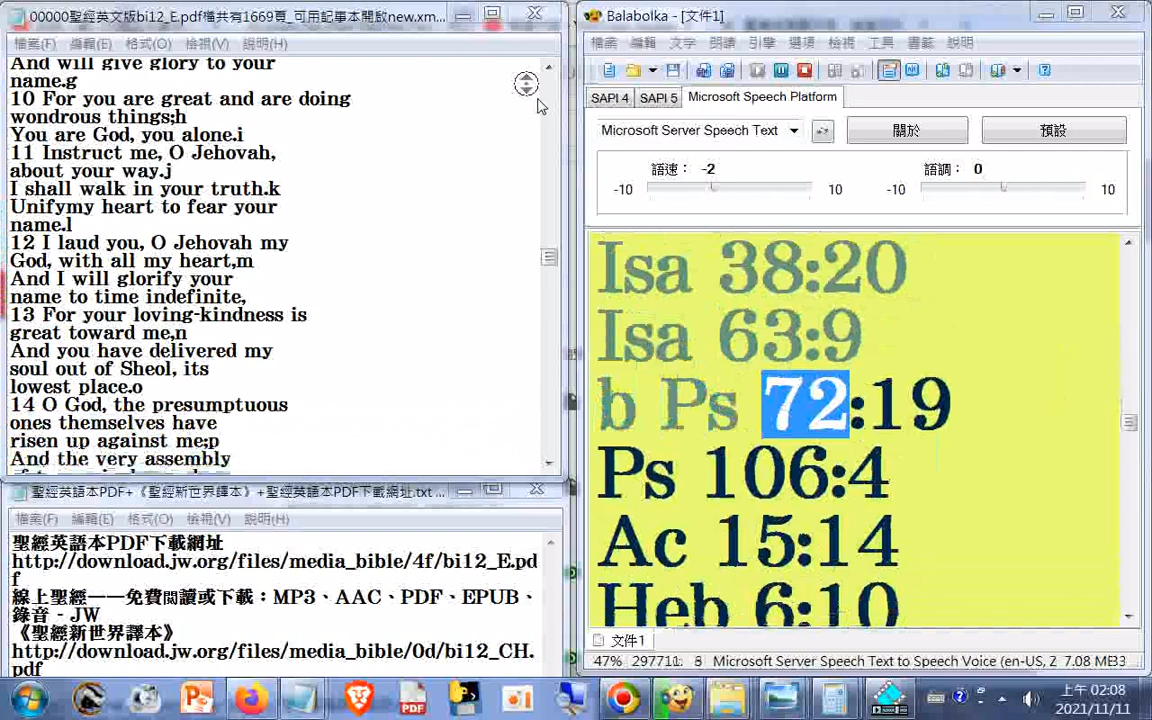 00000聖經英文版bi12_E.pdf檔共有1669頁_可用記事本開啟new.xm...
檔案(F) 編輯(E) 格式(O) 檢視(V) 說明(H)
And will give glory to your
name.g
10 For you are great and are doing
wondrous things;h
You are God, you alone.i
11 Instruct me, O Jehovah,
about your way.j
I shall walk in your truth.k
Unifymy heart to fear your
name.l
12 I laud you, O Jehovah my
God, with all my heart,m
And I will glorify your
name to time indefinite,
13 For your loving-kindness is
great toward me,n
And you have delivered my
soul out of Sheol, its
lowest place.o
14 O God, the presumptuous
ones themselves have
risen up against me;p
And the very assembly
聖經英語本PDF+《聖經新世界譯本》+聖經英語本PDF下載網址.txt ...
檔案(F) 編輯(E) 格式(O) 檢視(V) 說明(H)
聖經英語本PDF下載網址
http://download.jw.org/files/media_bible/4f/bi12_E.pd
f
線上聖經——免費閱讀或下載：MP3、AAC、PDF、EPUB、
錄音 - JW
《聖經新世界譯本》
http://download.jw.org/files/media_bible/0d/bi12_CH.
pdf
Balabolka - [文件1]
檔案 編輯 文字 朗讀 引擎 選項 檢視 工具 書籤 說明
SAPI 4 SAPI 5 Microsoft Speech Platform
Microsoft Server Speech Text 關於 預設
語速： -2 語調： 0
-10 10 -10 10
Isa 38:20
Isa 63:9
b Ps 72:19
Ps 106:4
Ac 15:14
Heb 6:10
文件1
47% 297711: 8 Microsoft Server Speech Text to Speech Voice (en-US, Z 7.08 MB33
上午 02:08
2021/11/11